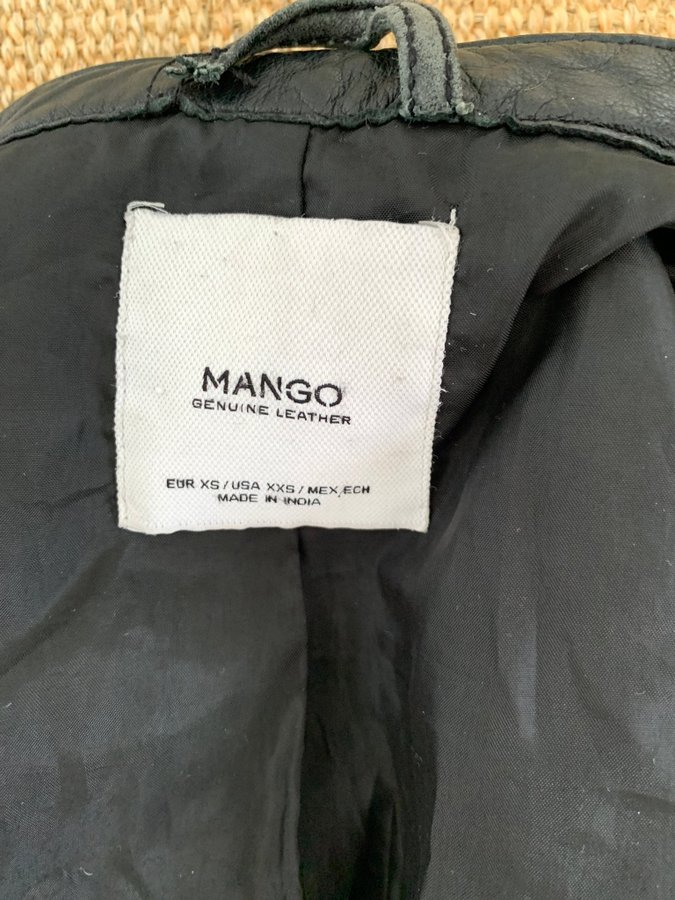 MANGO
GENUINE LEATHER
EUR XS / USA XXS / MEX ECH
MADE IN INDIA